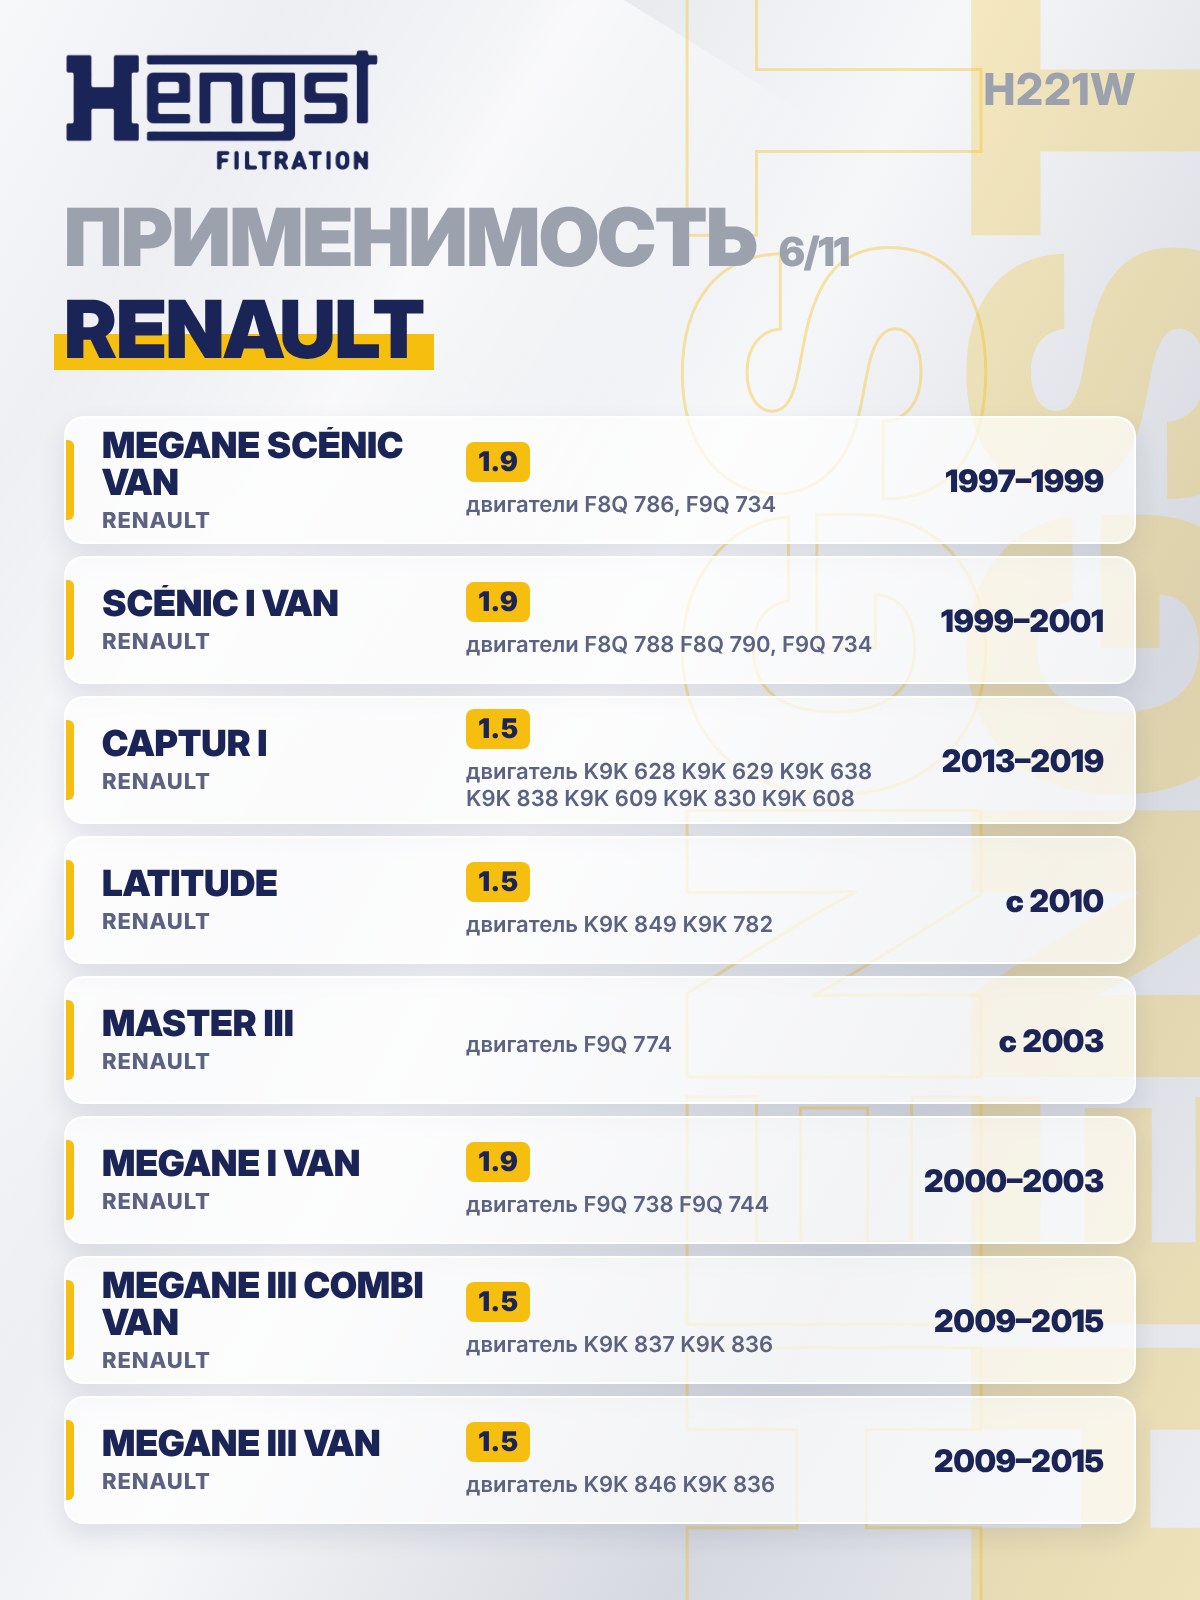 Hengst
FILTRATION
H221W
ПРИМЕНИМОСТЬ 6/11
RENAULT
MEGANE SCÉNIC
VAN
RENAULT
1.9
двигатели F8Q 786, F9Q 734
1997–1999
SCÉNIC I VAN
RENAULT
1.9
двигатели F8Q 788 F8Q 790, F9Q 734
1999–2001
CAPTUR I
RENAULT
1.5
двигатель K9K 628 K9K 629 K9K 638
K9K 838 K9K 609 K9K 830 K9K 608
2013–2019
LATITUDE
RENAULT
1.5
двигатель K9K 849 K9K 782
с 2010
MASTER III
RENAULT
двигатель F9Q 774
с 2003
MEGANE I VAN
RENAULT
1.9
двигатель F9Q 738 F9Q 744
2000–2003
MEGANE III COMBI
VAN
RENAULT
1.5
двигатель K9K 837 K9K 836
2009–2015
MEGANE III VAN
RENAULT
1.5
двигатель K9K 846 K9K 836
2009–2015
HENGST
HENGST